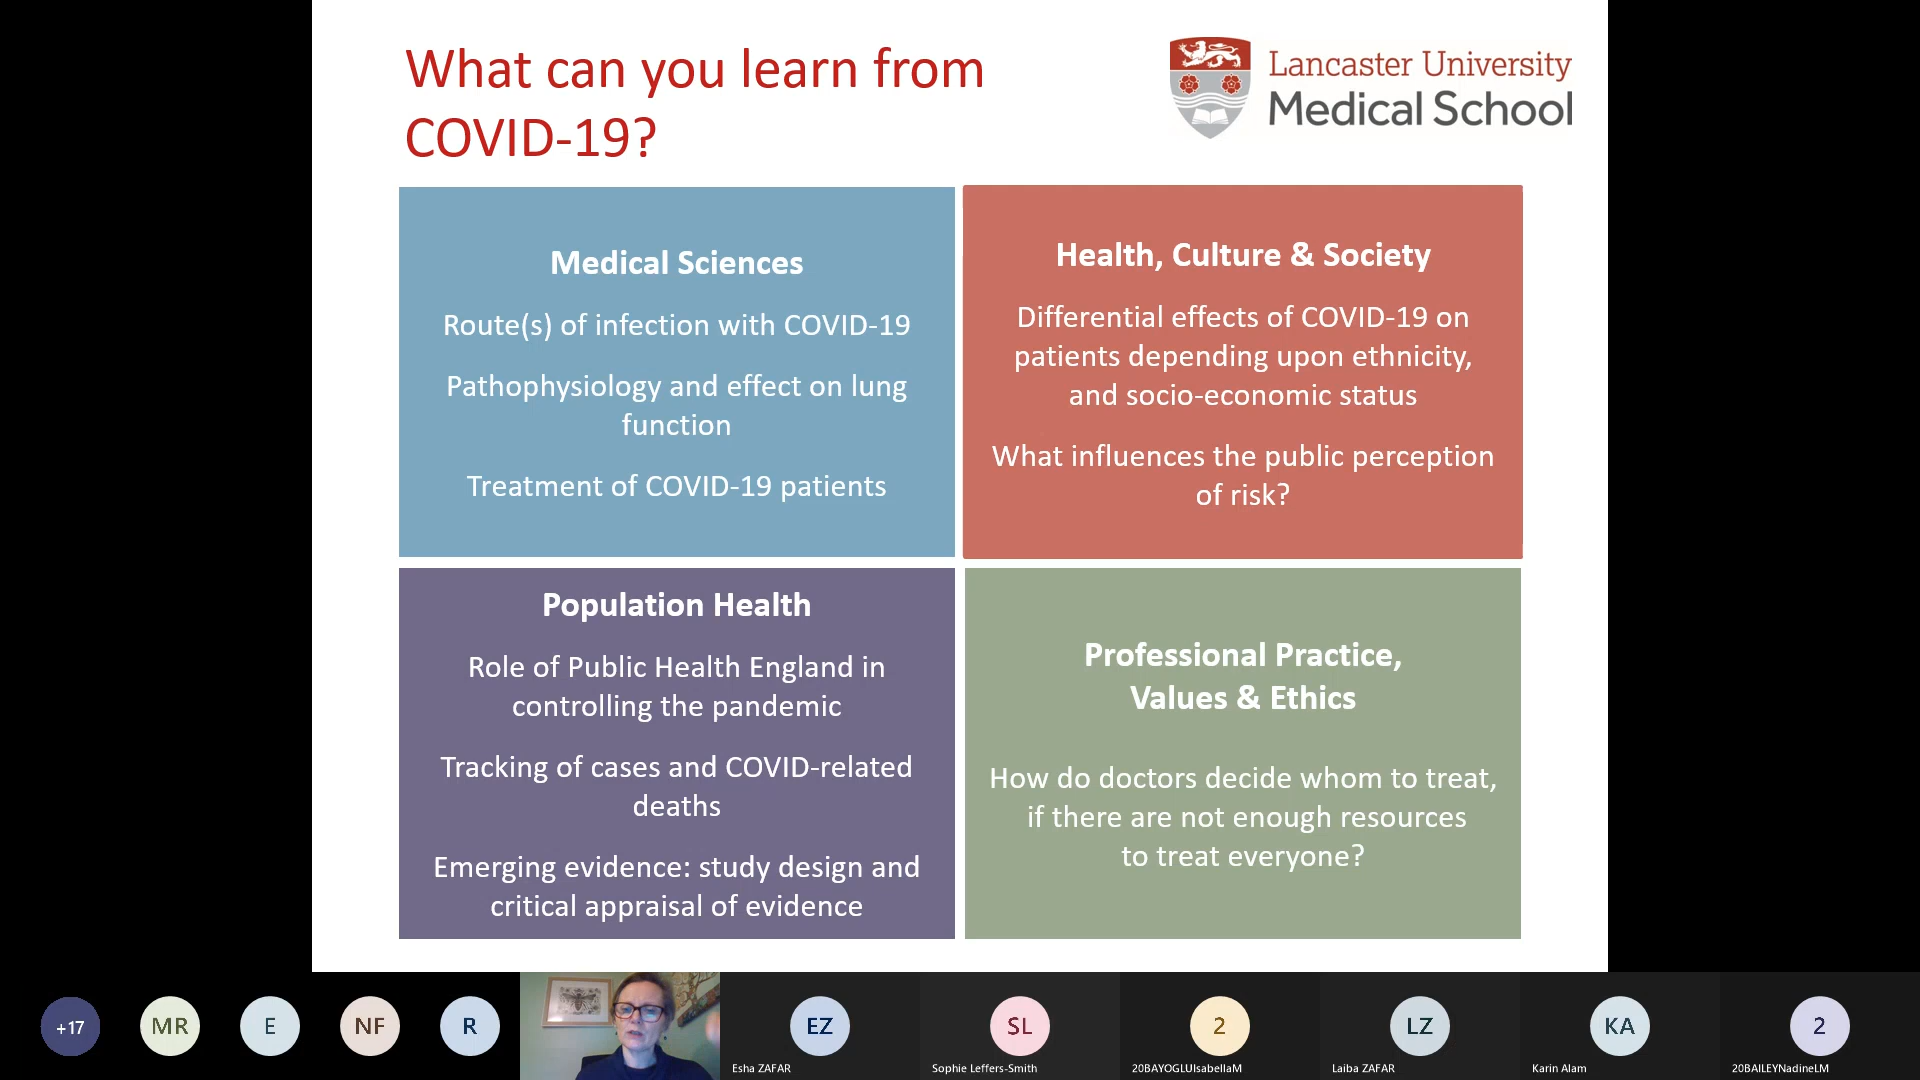 What can you learn from
COVID-19?
Lancaster University
Medical School
Medical Sciences
Route(s) of infection with COVID-19
Pathophysiology and effect on lung
function
Treatment of COVID-19 patients
Health, Culture & Society
Differential effects of COVID-19 on
patients depending upon ethnicity,
and socio-economic status
What influences the public perception
of risk?
Population Health
Role of Public Health England in
controlling the pandemic
Tracking of cases and COVID-related
deaths
Emerging evidence: study design and
critical appraisal of evidence
Professional Practice,
Values & Ethics
How do doctors decide whom to treat,
if there are not enough resources
to treat everyone?
+17
MR
E
NF
R
EZ
Esha ZAFAR
SL
Sophie Leffers-Smith
2
20BAYOGLUIsabellaM
LZ
Laiba ZAFAR
KA
Karin Alam
2
20BAILEYNadineLM